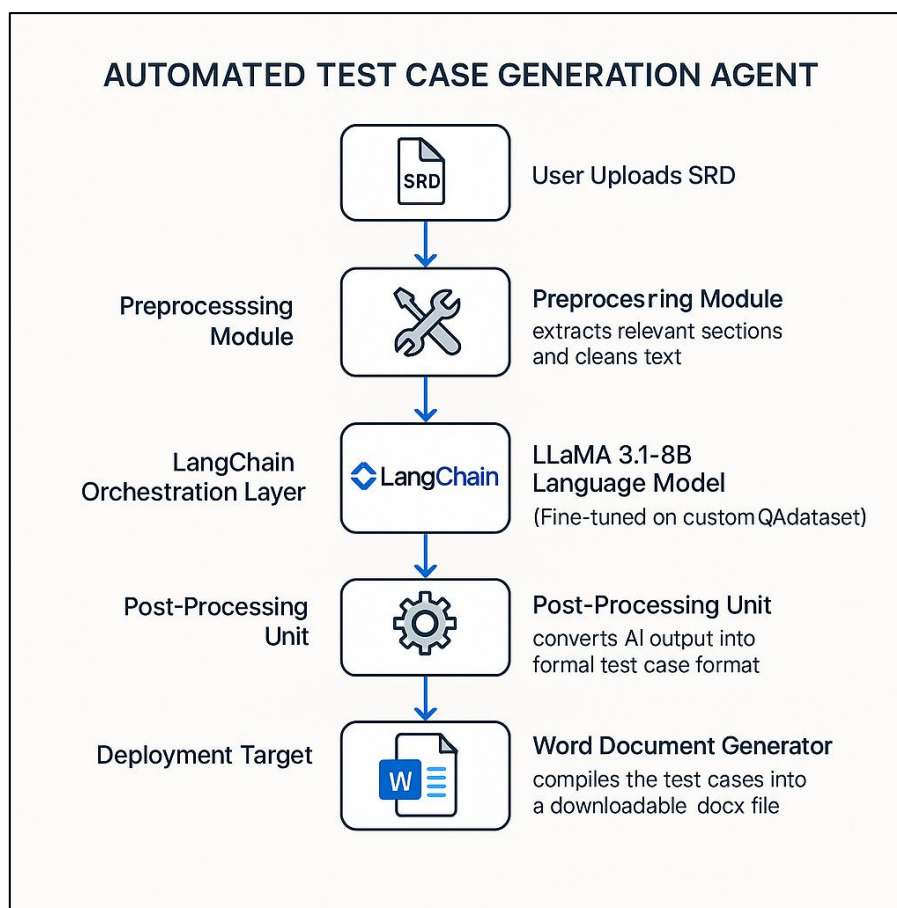 AUTOMATED TEST CASE GENERATION AGENT
SRD
User Uploads SRD
Preprocesssing
Module
Preprocesring Module
extracts relevant sections
and cleans text
LangChain
Orchestration Layer
LangChain
LLaMA 3.1-8B
Language Model
(Fine-tuned on custom QAdataset)
Post-Processing
Unit
Post-Processing Unit
converts AI output into
formal test case format
Deployment Target
W
Word Document Generator
compiles the test cases into
a downloadable docx file